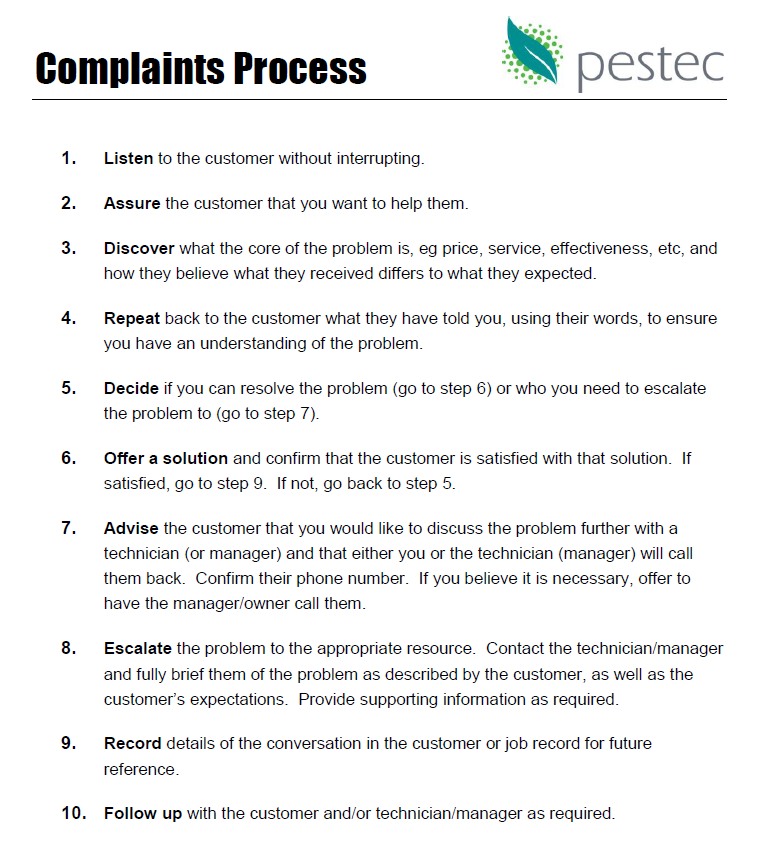 Complaints Process
pestec
1. Listen to the customer without interrupting.
2. Assure the customer that you want to help them.
3. Discover what the core of the problem is, eg price, service, effectiveness, etc, and
how they believe what they received differs to what they expected.
4. Repeat back to the customer what they have told you, using their words, to ensure
you have an understanding of the problem.
5. Decide if you can resolve the problem (go to step 6) or who you need to escalate
the problem to (go to step 7).
6. Offer a solution and confirm that the customer is satisfied with that solution.  If
satisfied, go to step 9.  If not, go back to step 5.
7. Advise the customer that you would like to discuss the problem further with a
technician (or manager) and that either you or the technician (manager) will call
them back.  Confirm their phone number.  If you believe it is necessary, offer to
have the manager/owner call them.
8. Escalate the problem to the appropriate resource.  Contact the technician/manager
and fully brief them of the problem as described by the customer, as well as the
customer’s expectations.  Provide supporting information as required.
9. Record details of the conversation in the customer or job record for future
reference.
10. Follow up with the customer and/or technician/manager as required.